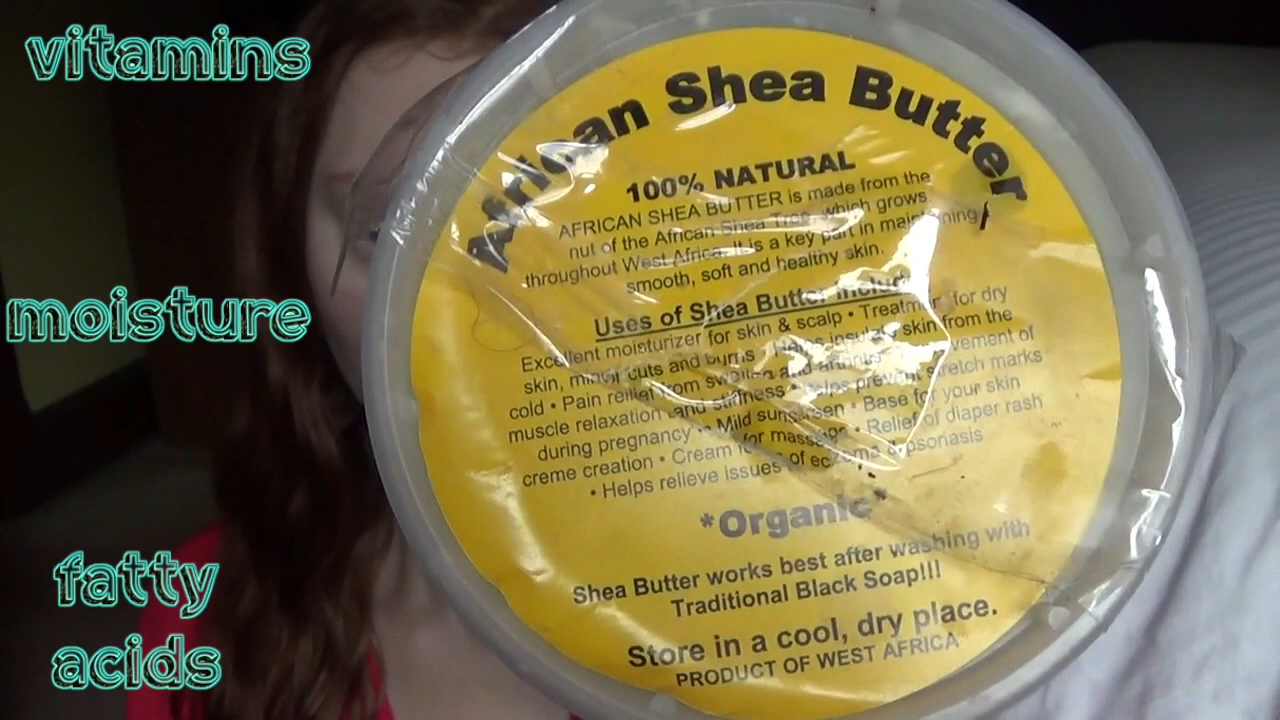 vitamins
moisture
fatty
acids
African Shea Butter
100% NATURAL
AFRICAN SHEA BUTTER is made from the
nut of the African Shea Tree, which grows
throughout West Africa. It is a key part in maintaining
smooth, soft and healthy skin.
Uses of Shea Butter Include
Excellent moisturizer for skin & scalp • Treatment for dry
skin, minor cuts and burns • Helps insulate skin from the
cold • Pain relief from swollen and arthritis vement of
muscle relaxation and stiffness • Helps prevent stretch marks
during pregnancy • Mild sunscreen • Base for your skin
creme creation • Cream for massage • Relief of diaper rash
• Helps relieve issues of eczema & psoriasis
*Organic*
Shea Butter works best after washing with
Traditional Black Soap!!!
Store in a cool, dry place.
PRODUCT OF WEST AFRICA